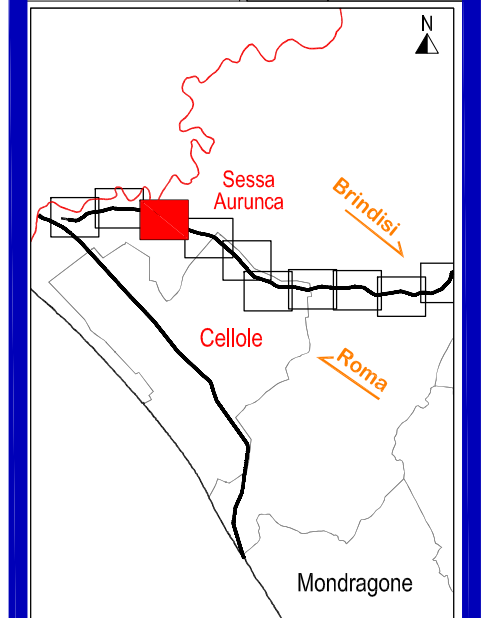 N
Sessa
Aurunca
Brindisi
Cellole
Roma
Mondragone